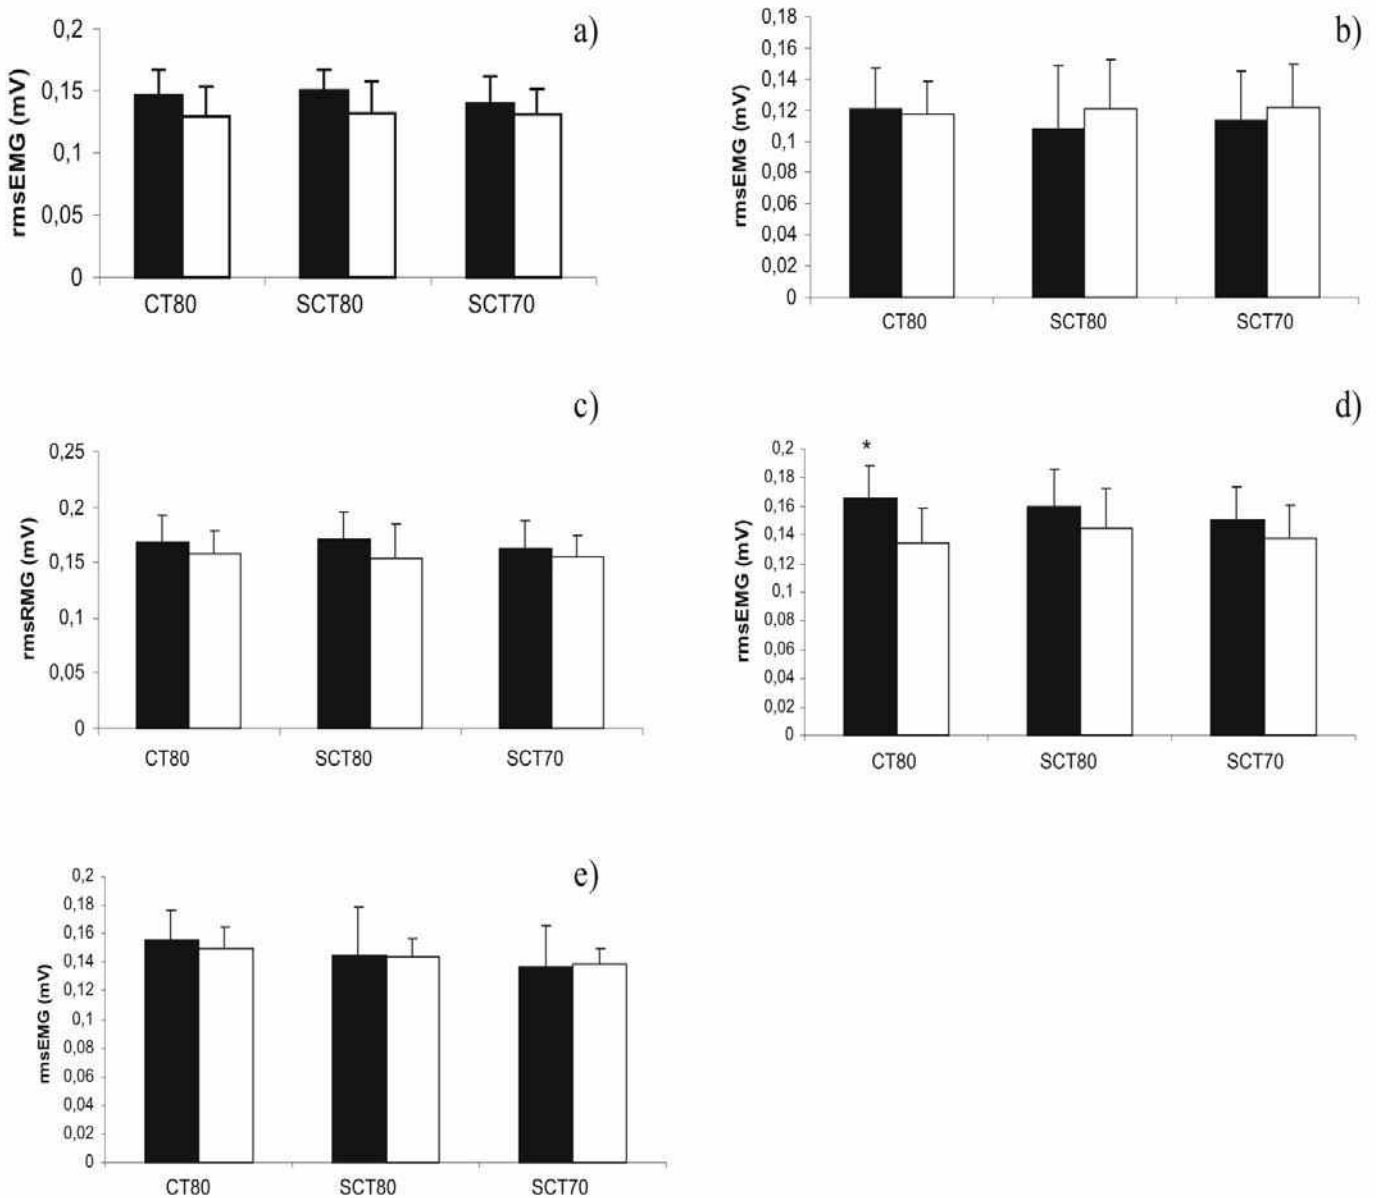 a)
0,2
0,15
0,1
0,05
0
rmsEMG (mV)
CT80 SCT80 SCT70
b)
0,18
0,16
0,14
0,12
0,1
0,08
0,06
0,04
0,02
0
rmsEMG (mV)
CT80 SCT80 SCT70
c)
0,25
0,2
0,15
0,1
0,05
0
rmsRMG (mV)
CT80 SCT80 SCT70
d)
*
0,2
0,18
0,16
0,14
0,12
0,1
0,08
0,06
0,04
0,02
0
rmsEMG (mV)
CT80 SCT80 SCT70
e)
0,2
0,18
0,16
0,14
0,12
0,1
0,08
0,06
0,04
0,02
0
rmsEMG (mV)
CT80 SCT80 SCT70